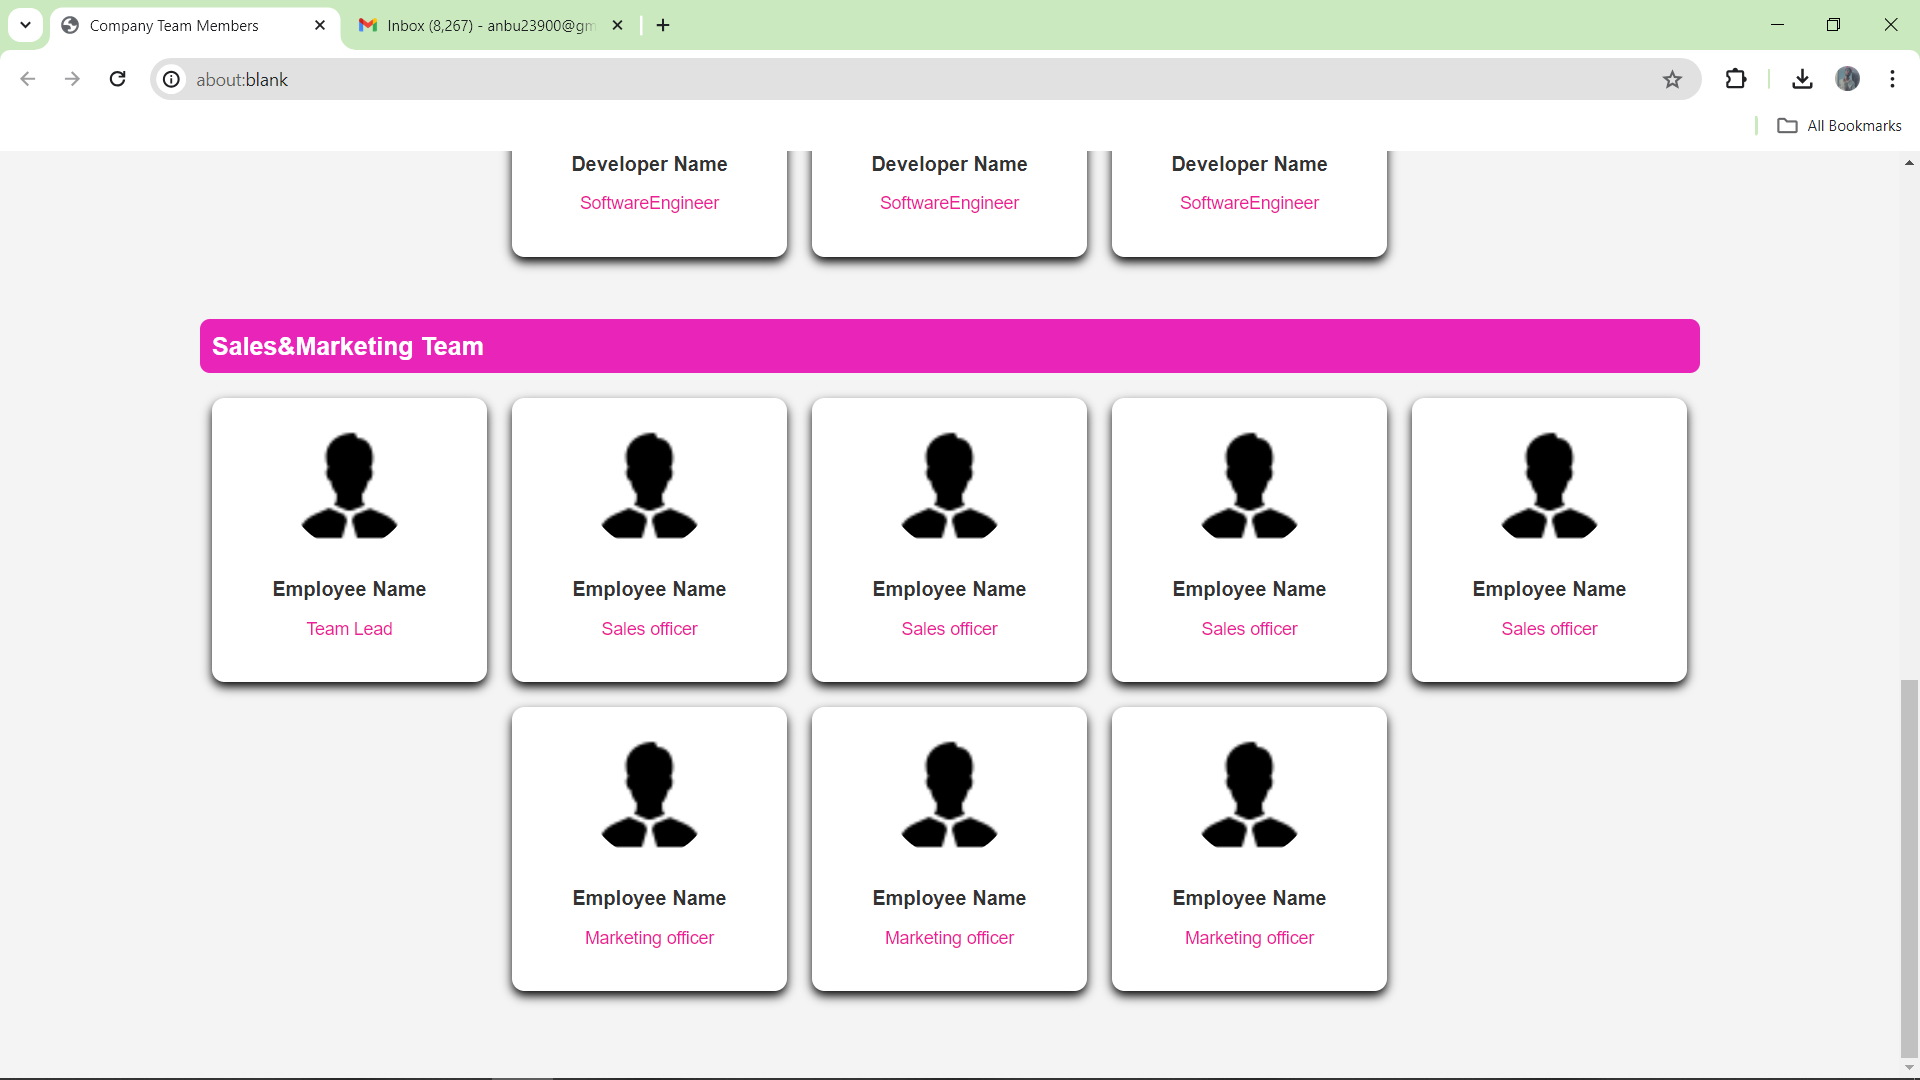 Company Team Members
Inbox (8,267) - anbu23900@gm
about:blank
All Bookmarks
Developer Name Developer Name Developer Name
SoftwareEngineer SoftwareEngineer SoftwareEngineer
Sales&Marketing Team
Employee Name Employee Name Employee Name Employee Name Employee Name
Team Lead Sales officer Sales officer Sales officer Sales officer
Employee Name Employee Name Employee Name
Marketing officer Marketing officer Marketing officer